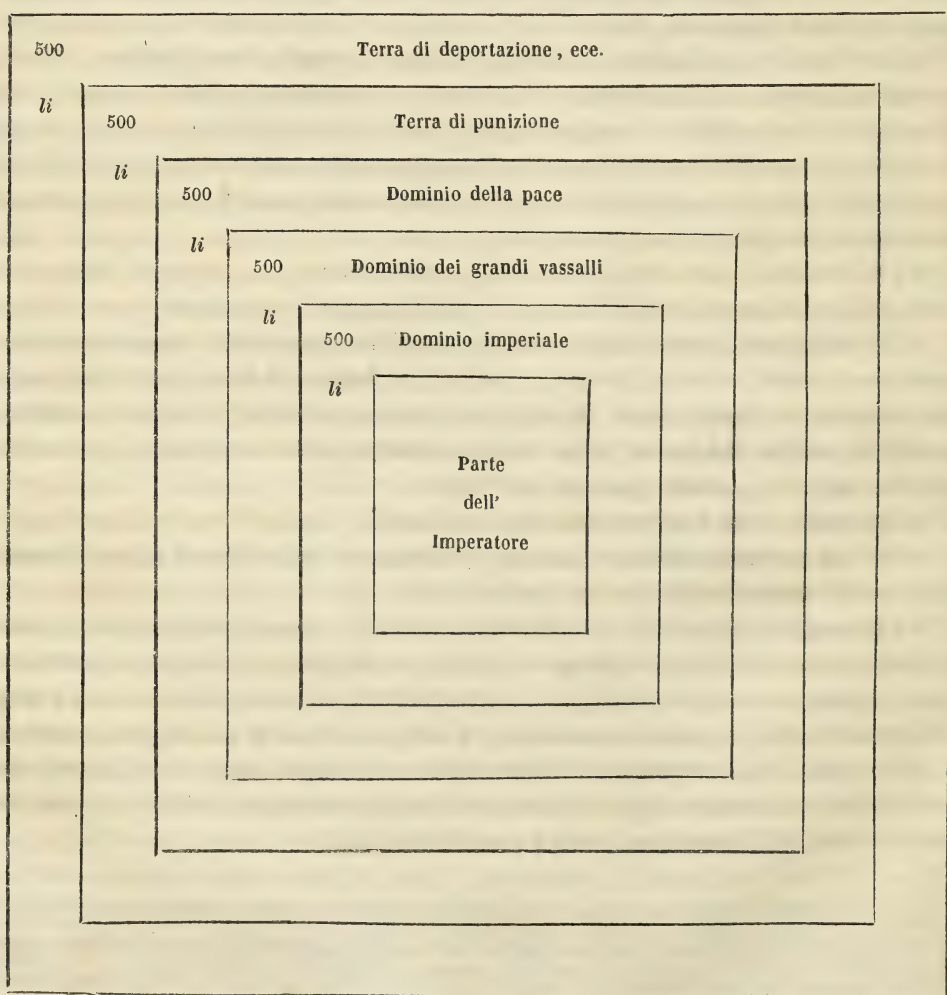 500 Terra di deportazione, ece.
li
500 Terra di punizione
li
500 Dominio della pace
li
500 Dominio dei grandi vassalli
li
500 Dominio imperiale
li
Parte
dell'
Imperatore